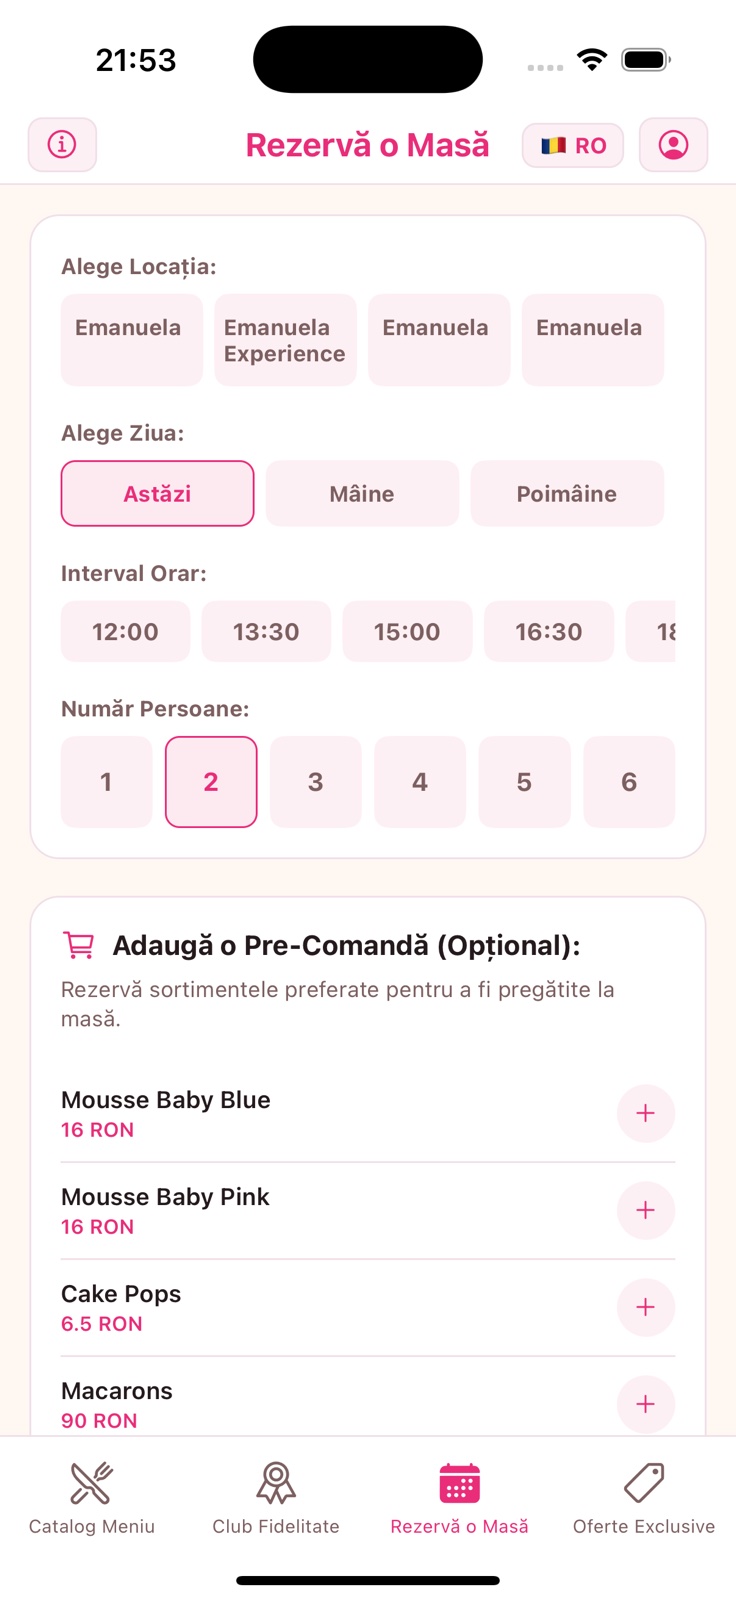 21:53
Rezervă o Masă
RO
Alege Locația:
Emanuela
Emanuela Experience
Emanuela
Emanuela
Alege Ziua:
Astăzi
Mâine
Poimâine
Interval Orar:
12:00
13:30
15:00
16:30
18
Număr Persoane:
1
2
3
4
5
6
Adaugă o Pre-Comandă (Opțional):
Rezervă sortimentele preferate pentru a fi pregătite la
masă.
Mousse Baby Blue
16 RON
Mousse Baby Pink
16 RON
Cake Pops
6.5 RON
Macarons
90 RON
Catalog Meniu
Club Fidelitate
Rezervă o Masă
Oferte Exclusive